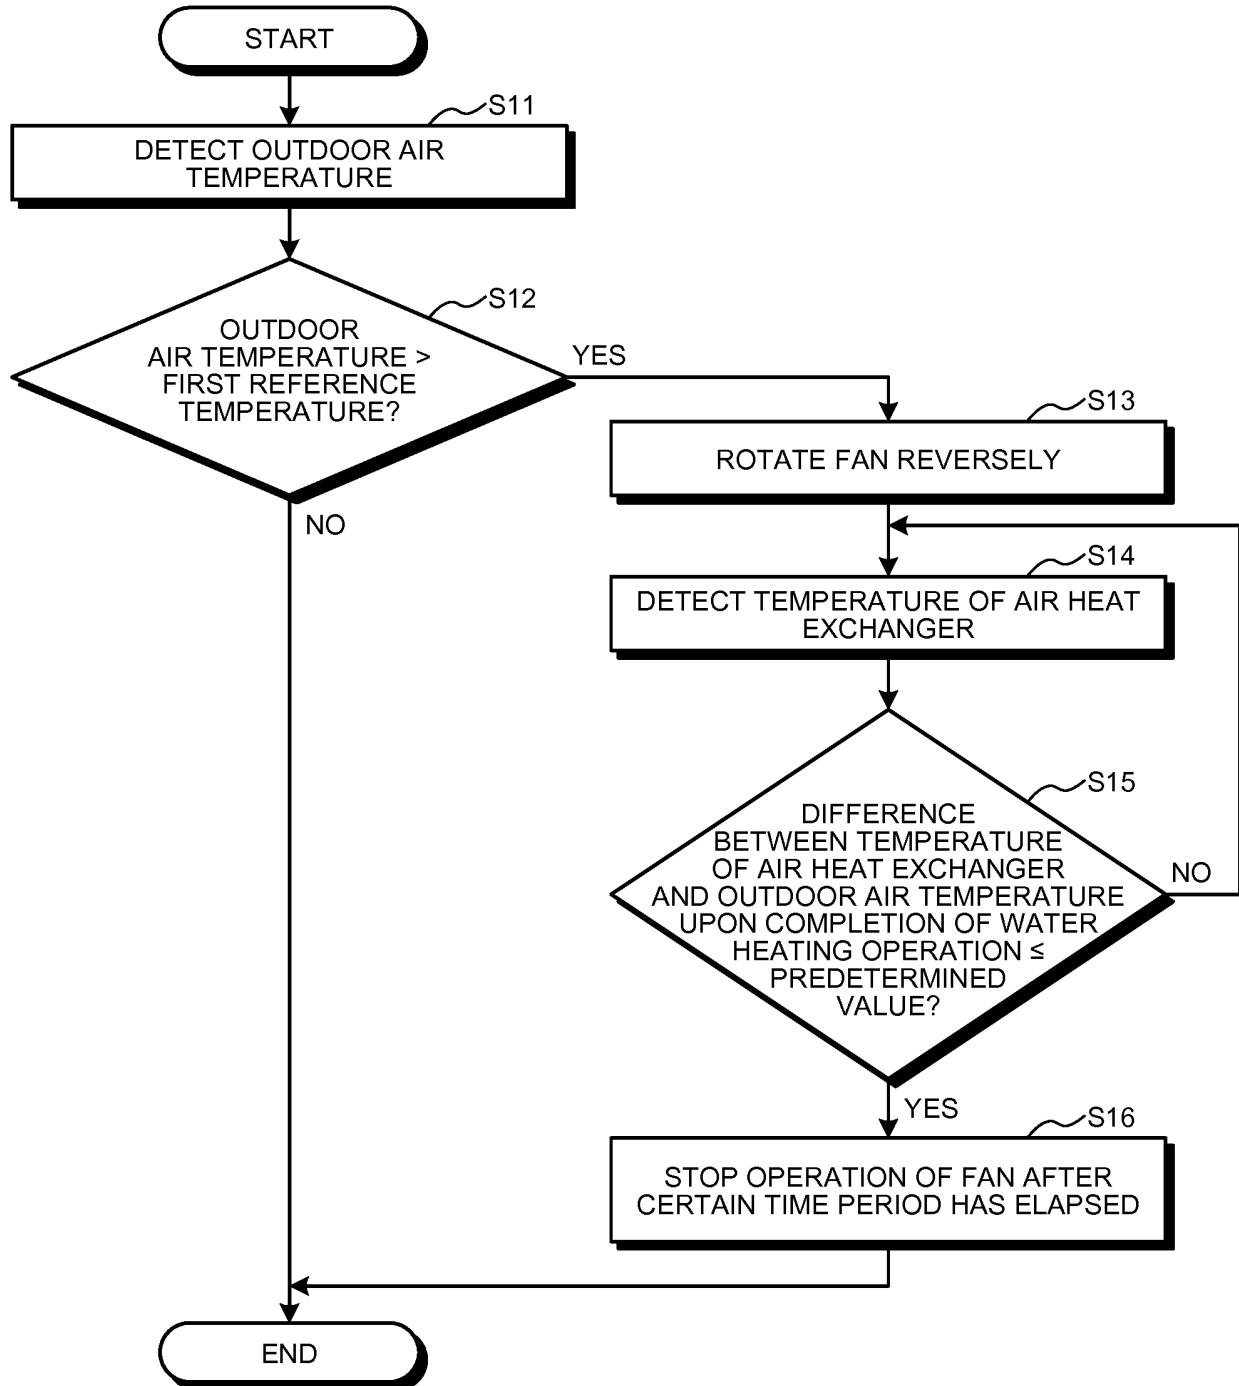 START
S11
DETECT OUTDOOR AIR
TEMPERATURE
S12
OUTDOOR
AIR TEMPERATURE >
FIRST REFERENCE
TEMPERATURE?
YES
NO
S13
ROTATE FAN REVERSELY
S14
DETECT TEMPERATURE OF AIR HEAT
EXCHANGER
S15
DIFFERENCE
BETWEEN TEMPERATURE
OF AIR HEAT EXCHANGER
AND OUTDOOR AIR TEMPERATURE
UPON COMPLETION OF WATER
HEATING OPERATION ≤
PREDETERMINED
VALUE?
NO
YES
S16
STOP OPERATION OF FAN AFTER
CERTAIN TIME PERIOD HAS ELAPSED
END